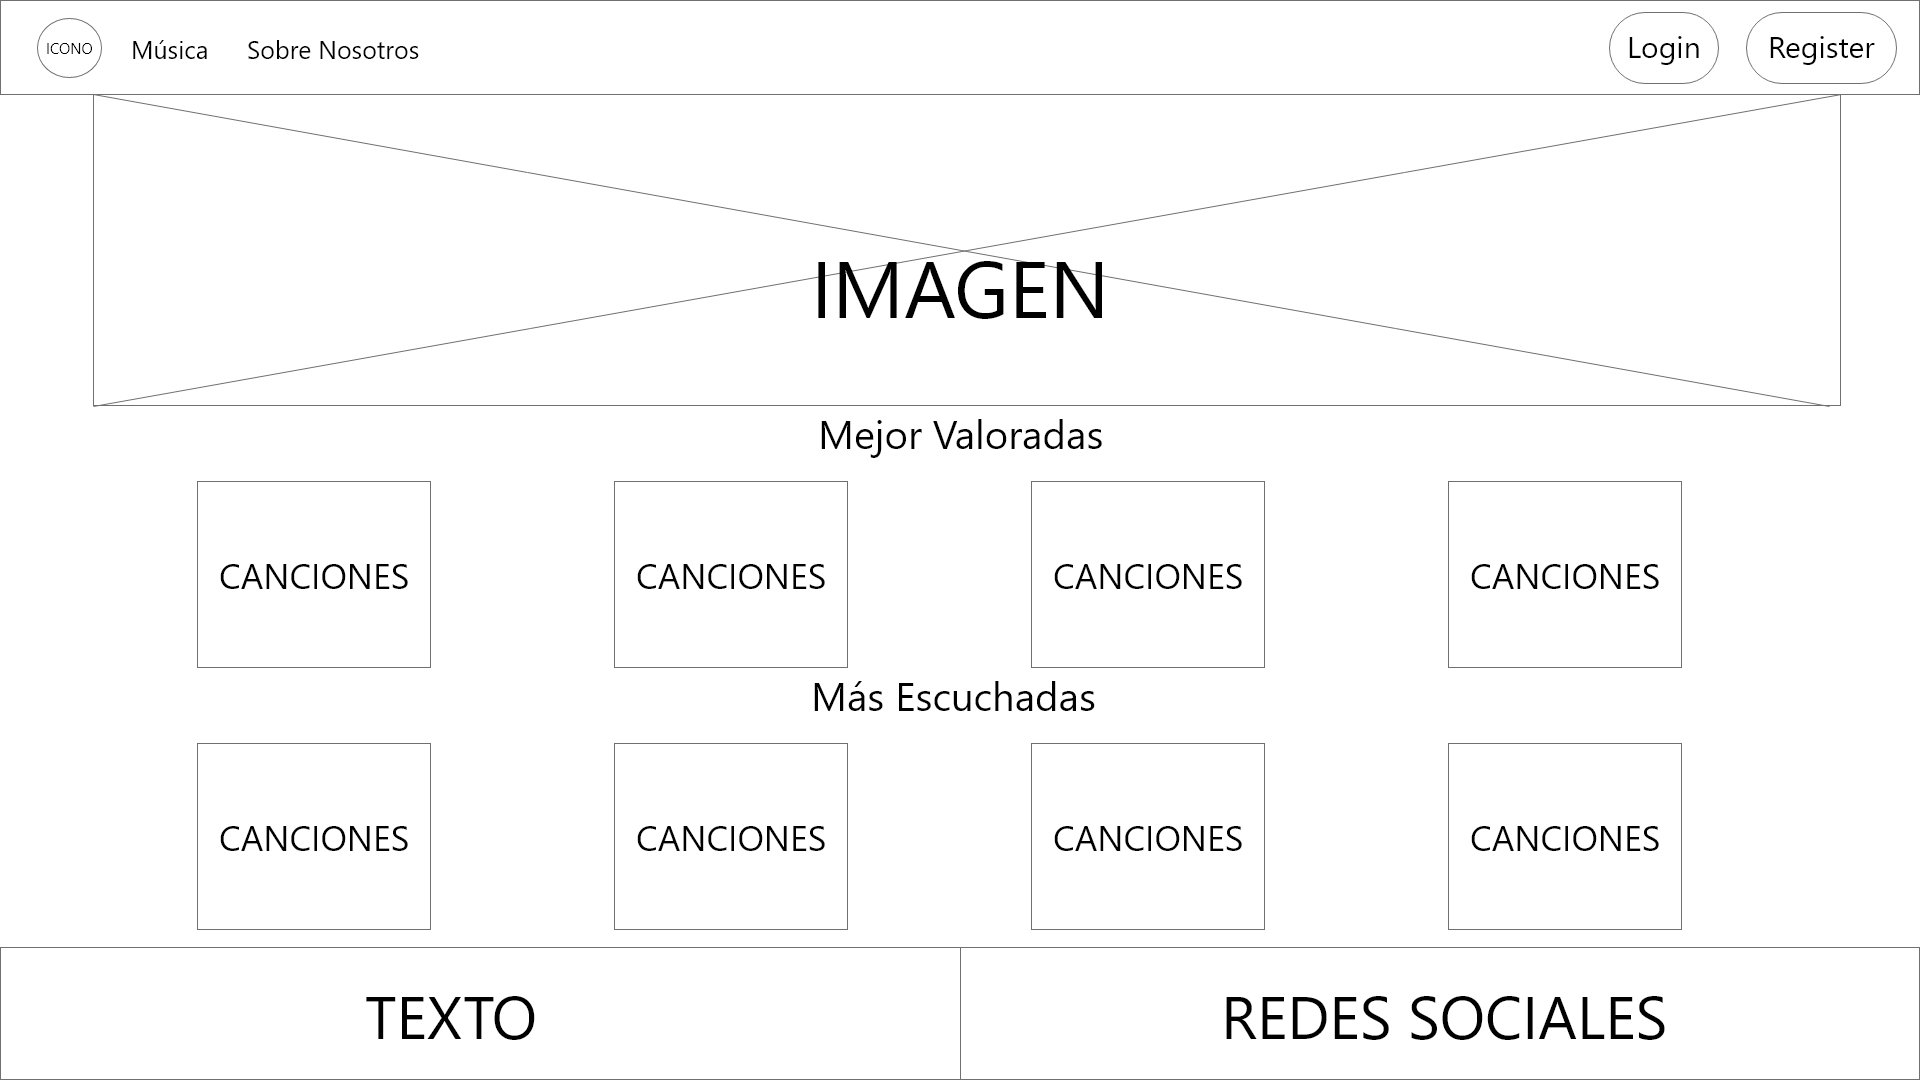 ICONO
Música
Sobre Nosotros
Login
Register
IMAGEN
Mejor Valoradas
CANCIONES
CANCIONES
CANCIONES
CANCIONES
Más Escuchadas
CANCIONES
CANCIONES
CANCIONES
CANCIONES
TEXTO
REDES SOCIALES